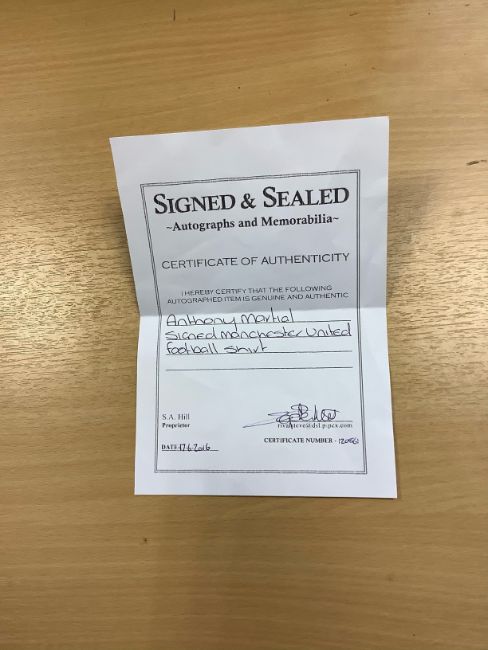 SIGNED & SEALED
~Autographs and Memorabilia~
CERTIFICATE OF AUTHENTICITY
I HEREBY CERTIFY THAT THE FOLLOWING
AUTOGRAPHED ITEM IS GENUINE AND AUTHENTIC
Anthony Martial
Signed manchester united
football shirt
S.A. Hill
Proprietor
DATE 17.6.2016
CERTIFICATE NUMBER -